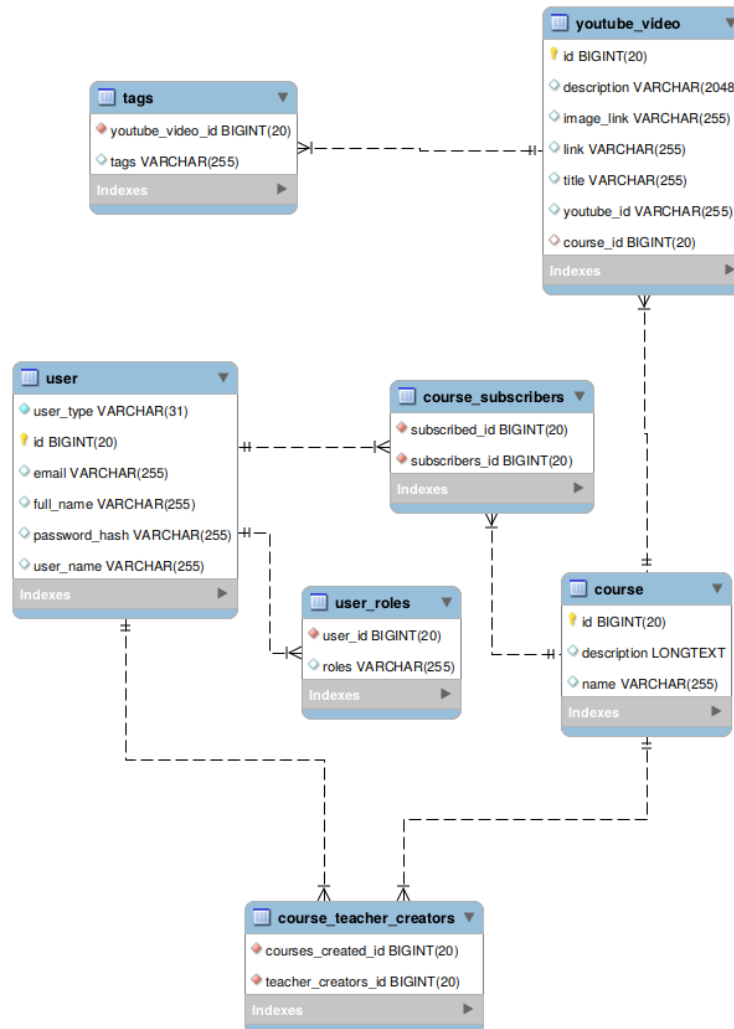 youtube_video
id BIGINT(20)
description VARCHAR(2048
image_link VARCHAR(255)
link VARCHAR(255)
title VARCHAR(255)
youtube_id VARCHAR(255)
course_id BIGINT(20)
Indexes
tags
youtube_video_id BIGINT(20)
tags VARCHAR(255)
Indexes
user
user_type VARCHAR(31)
id BIGINT(20)
email VARCHAR(255)
full_name VARCHAR(255)
password_hash VARCHAR(255)
user_name VARCHAR(255)
Indexes
course_subscribers
subscribed_id BIGINT(20)
subscribers_id BIGINT(20)
Indexes
user_roles
user_id BIGINT(20)
roles VARCHAR(255)
Indexes
course
id BIGINT(20)
description LONGTEXT
name VARCHAR(255)
Indexes
course_teacher_creators
courses_created_id BIGINT(20)
teacher_creators_id BIGINT(20)
Indexes